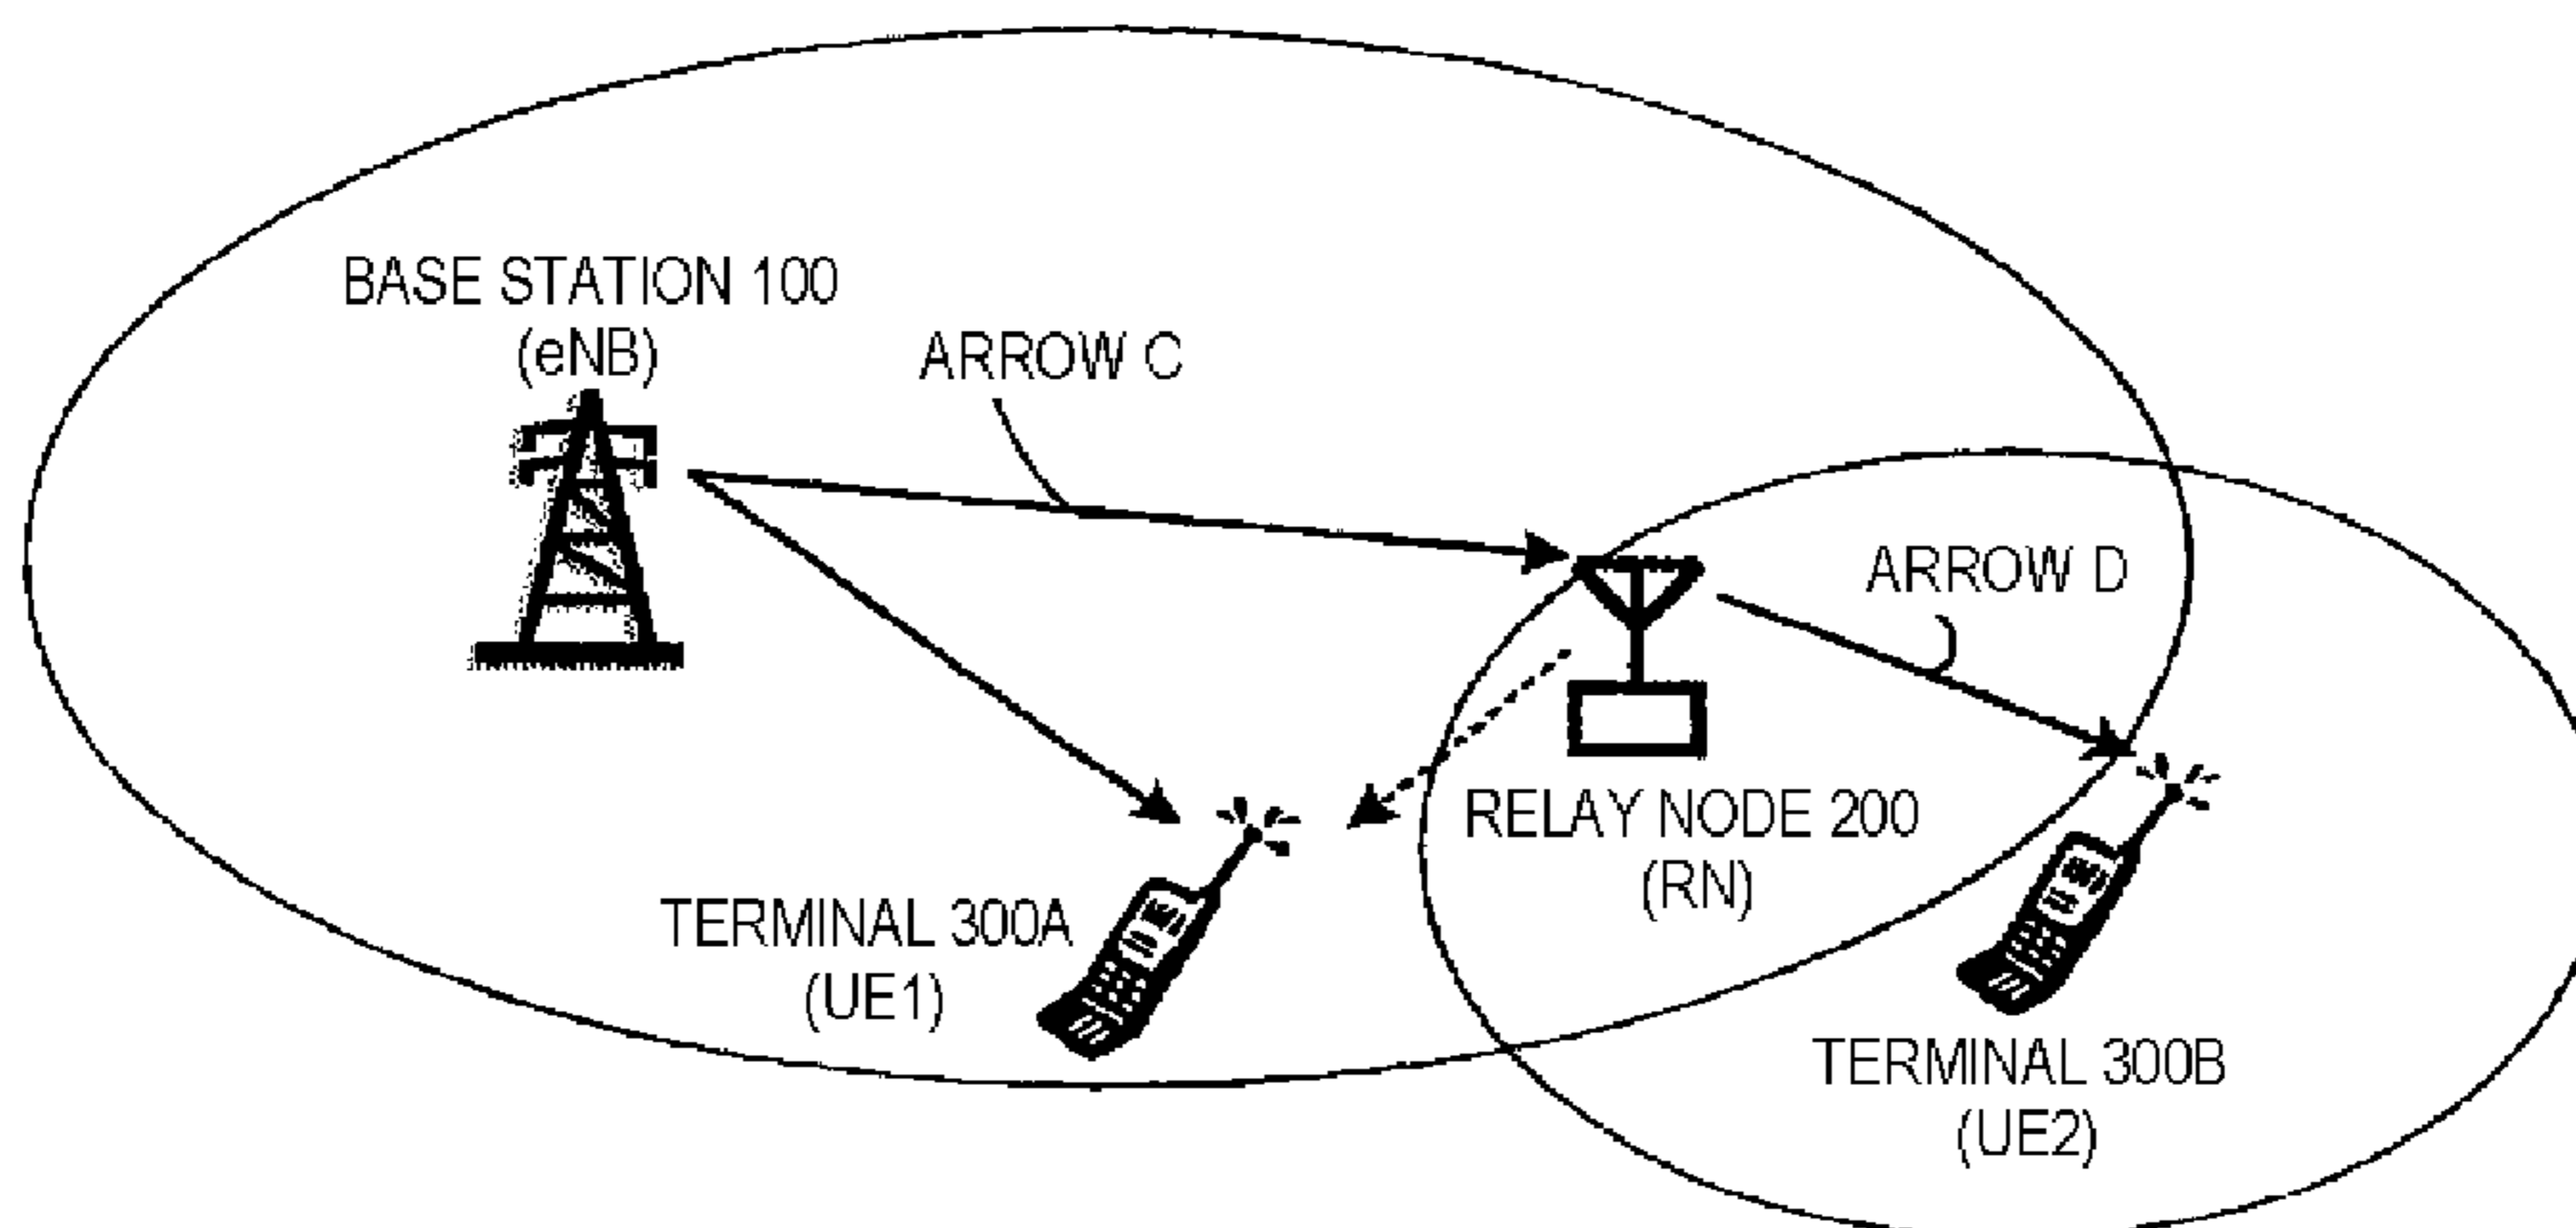 BASE STATION 100
(eNB)
ARROW C
ARROW D
RELAY NODE 200
(RN)
TERMINAL 300A
(UE1)
TERMINAL 300B
(UE2)